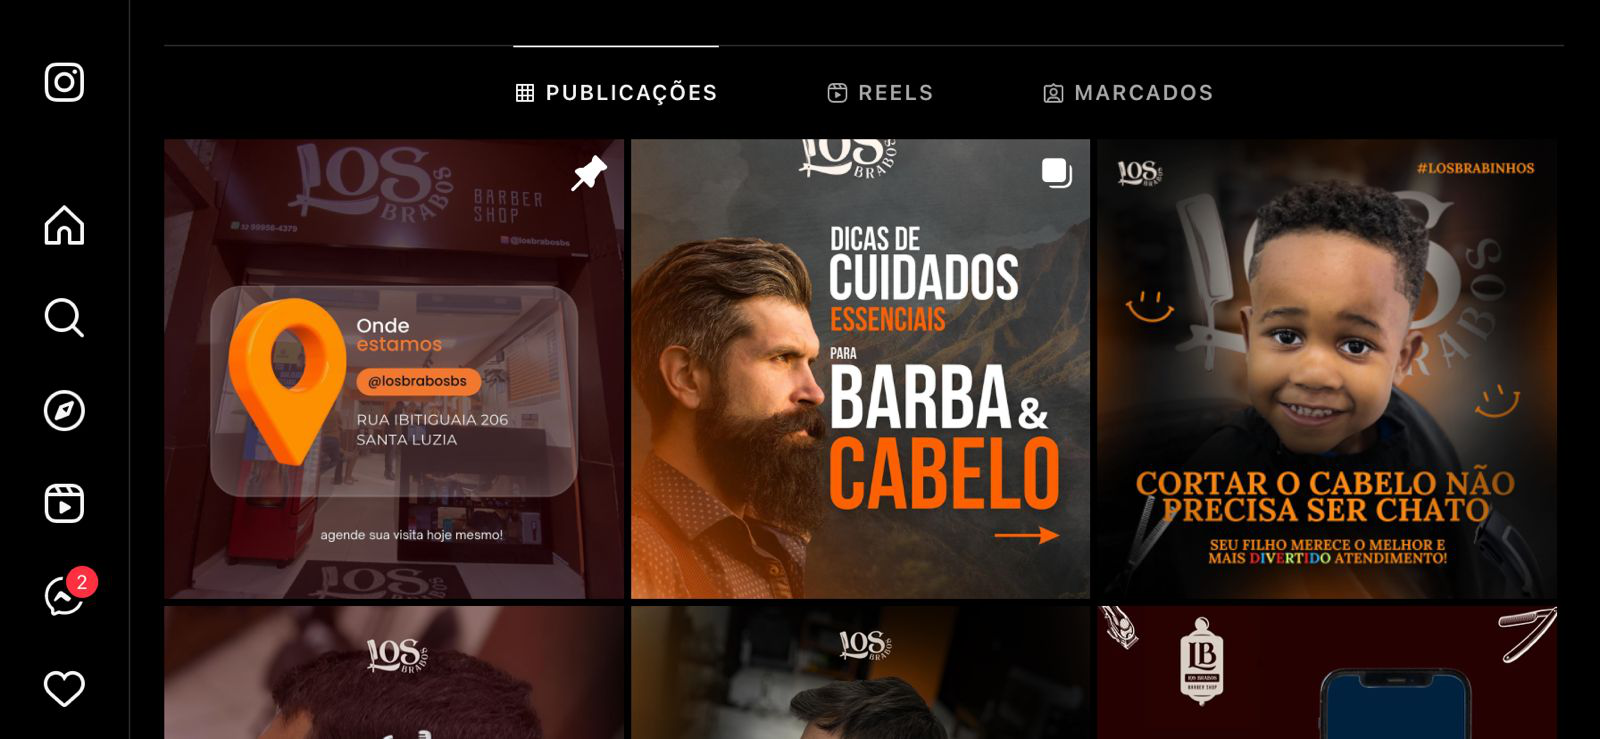 PUBLICAÇÕES
REELS
MARCADOS
LOS
BRABOS
BARBER
SHOP
32 99956-4379
@losbrabosbs
Onde
estamos
@losbrabosbs
RUA IBITIGUAIA 206
SANTA LUZIA
agende sua visita hoje mesmo!
LOS
BRABOS
LOS
BRABOS
DICAS DE
CUIDADOS
ESSENCIAIS
PARA
BARBA &
CABELO
LOS
BRABOS
#LOSBRABINHOS
LOS
BRABOS
CORTAR O CABELO NÃO
PRECISA SER CHATO
SEU FILHO MERECE O MELHOR E
MAIS DIVERTIDO ATENDIMENTO!
2
LOS
BRABOS
LOS
BRABOS
LB
LOS BRABOS
BARBER SHOP